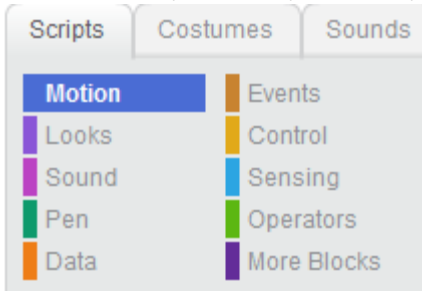 Scripts Costumes Sounds
Motion Events
Looks Control
Sound Sensing
Pen Operators
Data More Blocks